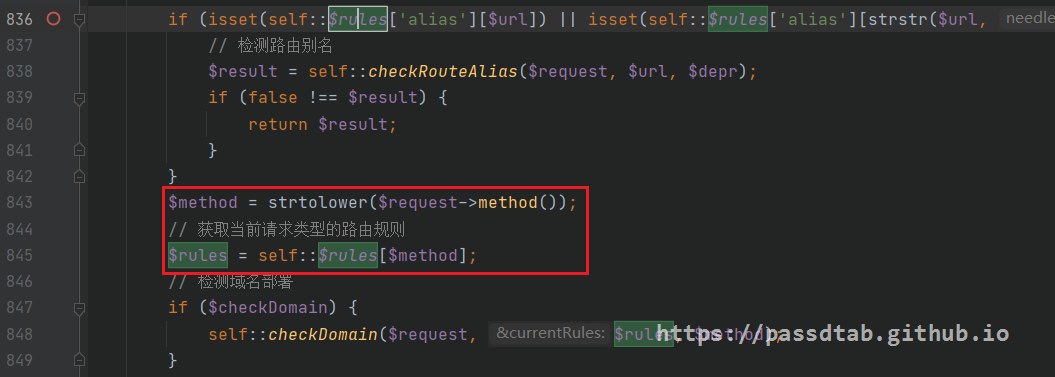 836 if (isset(self::$rules['alias'][$url]) || isset(self::$rules['alias'][strstr($url, needle
837 // 检测路由别名
838 $result = self::checkRouteAlias($request, $url, $depr);
839 if (false !== $result) {
840 return $result;
841 }
842 }
843 $method = strtolower($request->method());
844 // 获取当前请求类型的路由规则
845 $rules = self::$rules[$method];
846 // 检测域名部署
847 if ($checkDomain) {
848 self::checkDomain($request, &currentRules: $rules, $method);
https://passdtab.github.io
849 }